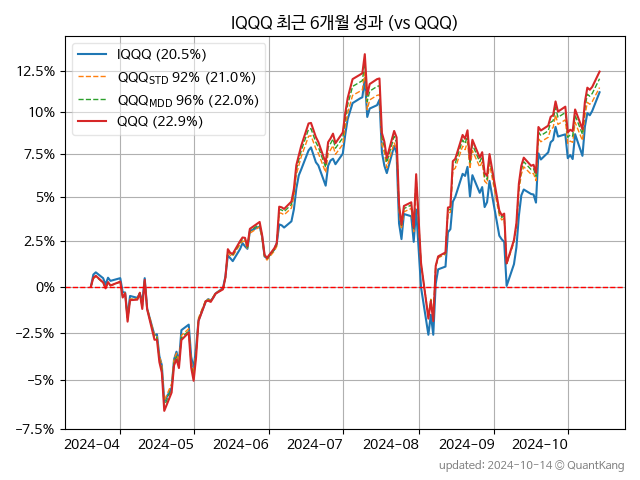 IQQQ 최근 6개월 성과 (vs QQQ)
IQQQ (20.5%)
QQQSTD 92% (21.0%)
QQQMDD 96% (22.0%)
QQQ (22.9%)
12.5%
10%
7.5%
5%
2.5%
0%
−2.5%
−5%
−7.5%
2024-04 2024-05 2024-06 2024-07 2024-08 2024-09 2024-10
updated: 2024-10-14 © QuantKang